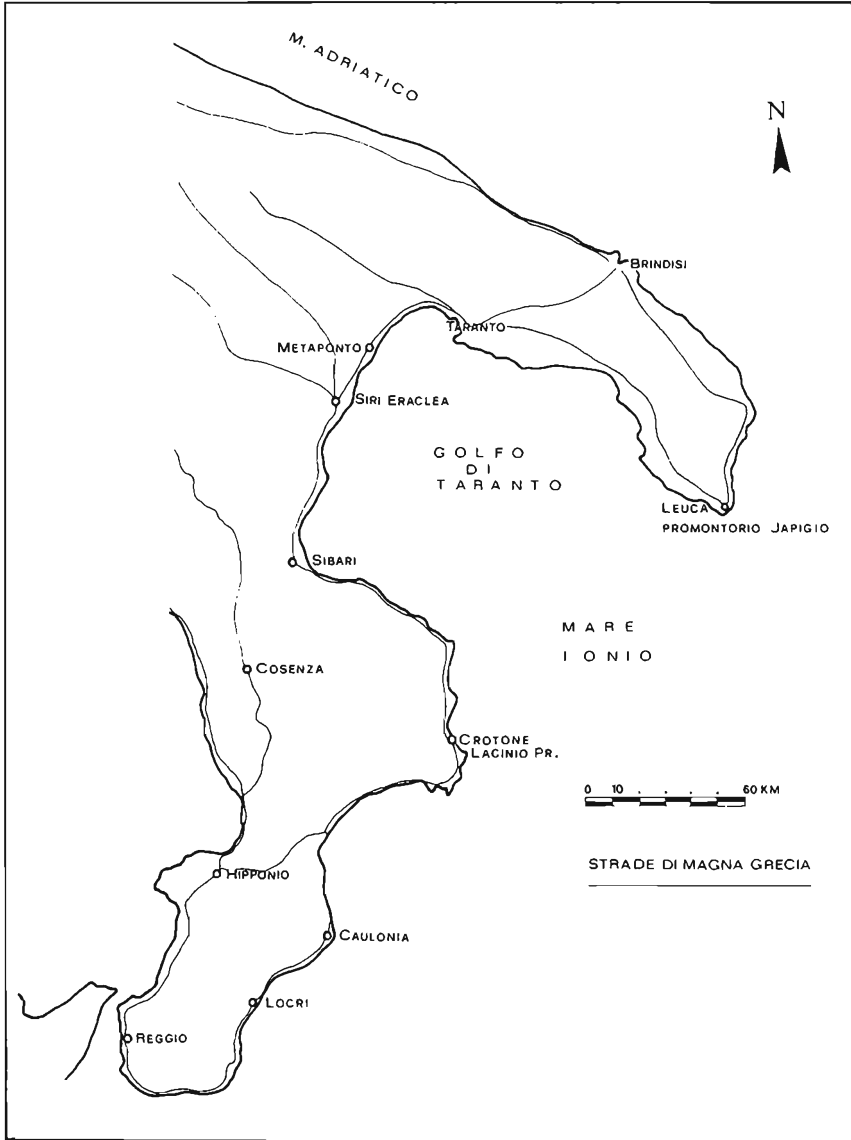 M. ADRIATICO
N
BRINDISI
TARANTO
METAPONTO
SIRI ERACLEA
GOLFO
DI
TARANTO
LEUCA
PROMONTORIO JAPIGIO
SIBARI
MARE
IONIO
COSENZA
CROTONE
LACINIO PR.
0 10 60 KM
STRADE DI MAGNA GRECIA
HIPPONIO
CAULONIA
LOCRI
REGGIO